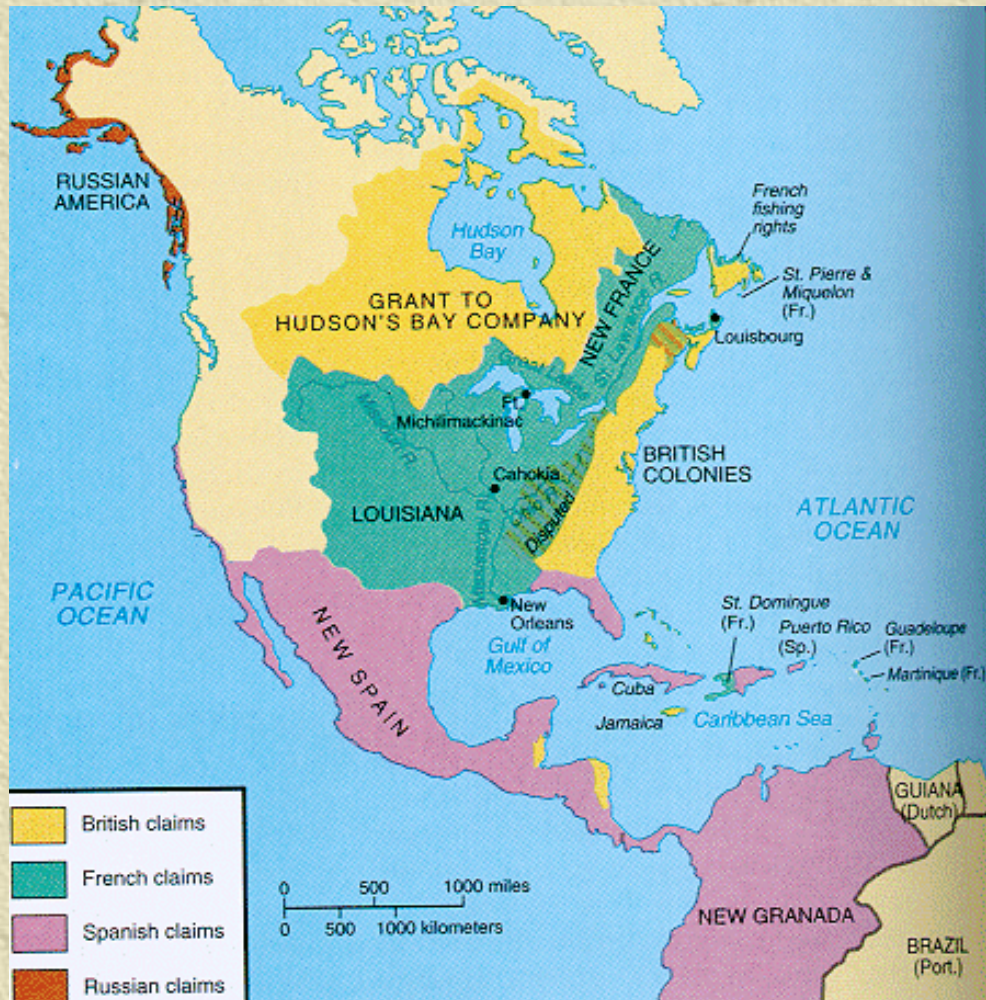 RUSSIAN
AMERICA
Hudson
Bay
French
fishing
rights
GRANT TO
HUDSON'S BAY COMPANY
NEW FRANCE
St. Lawrence R.
St. Pierre &
Miquelon
(Fr.)
Louisbourg
Great
Ft.
Michilimackinac
Missouri R.
Cahokia
BRITISH
COLONIES
LOUISIANA
Disputed
Mississippi R.
ATLANTIC
OCEAN
PACIFIC
OCEAN
New
Orleans
NEW SPAIN
Gulf of
Mexico
St. Domingue
(Fr.)
Puerto Rico
(Sp.)
Guadeloupe
(Fr.)
Martinique (Fr.)
Cuba
Jamaica
Caribbean Sea
GUIANA
(Dutch)
NEW GRANADA
BRAZIL
(Port.)
British claims
French claims
Spanish claims
Russian claims
0 500 1000 miles
0 500 1000 kilometers